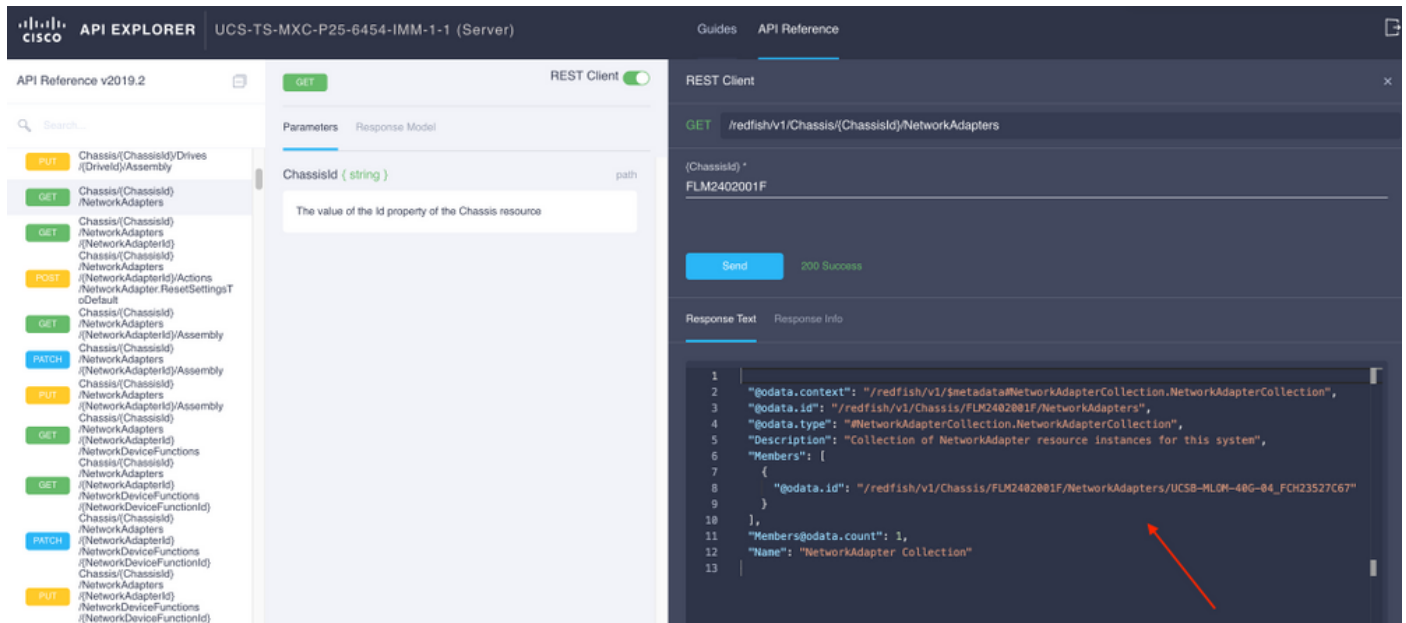 CISCO
API EXPLORER
UCS-TS-MXC-P25-6454-IMM-1-1 (Server)
Guides
API Reference
API Reference v2019.2
Search...
PUT
Chassis/{ChassisId}/Drives
/{DriveId}/Assembly
GET
Chassis/{ChassisId}
/NetworkAdapters
GET
Chassis/{ChassisId}
/NetworkAdapters
/{NetworkAdapterId}
POST
Chassis/{ChassisId}
/NetworkAdapters
/{NetworkAdapterId}/Actions
/NetworkAdapter.ResetSettingsT
oDefault
GET
Chassis/{ChassisId}
/NetworkAdapters
/{NetworkAdapterId}/Assembly
PATCH
Chassis/{ChassisId}
/NetworkAdapters
/{NetworkAdapterId}/Assembly
PUT
Chassis/{ChassisId}
/NetworkAdapters
/{NetworkAdapterId}/Assembly
GET
Chassis/{ChassisId}
/NetworkAdapters
/{NetworkAdapterId}
/NetworkDeviceFunctions
GET
Chassis/{ChassisId}
/NetworkAdapters
/{NetworkAdapterId}
/NetworkDeviceFunctions
/{NetworkDeviceFunctionId}
PATCH
Chassis/{ChassisId}
/NetworkAdapters
/{NetworkAdapterId}
/NetworkDeviceFunctions
/{NetworkDeviceFunctionId}
PUT
Chassis/{ChassisId}
/NetworkAdapters
/{NetworkAdapterId}
/NetworkDeviceFunctions
/{NetworkDeviceFunctionId}
GET
REST Client
Parameters
Response Model
ChassisId { string }
path
The value of the Id property of the Chassis resource
REST Client
×
GET /redfish/v1/Chassis/{ChassisId}/NetworkAdapters
{ChassisId} *
FLM2402001F
Send
200 Success
Response Text
Response Info
1
2 "@odata.context": "/redfish/v1/$metadata#NetworkAdapterCollection.NetworkAdapterCollection",
3 "@odata.id": "/redfish/v1/Chassis/FLM2402001F/NetworkAdapters",
4 "@odata.type": "#NetworkAdapterCollection.NetworkAdapterCollection",
5 "Description": "Collection of NetworkAdapter resource instances for this system",
6 "Members": [
7 {
8 "@odata.id": "/redfish/v1/Chassis/FLM2402001F/NetworkAdapters/UCSB-MLOM-40G-04_FCH23527C67"
9 }
10 ],
11 "Members@odata.count": 1,
12 "Name": "NetworkAdapter Collection"
13